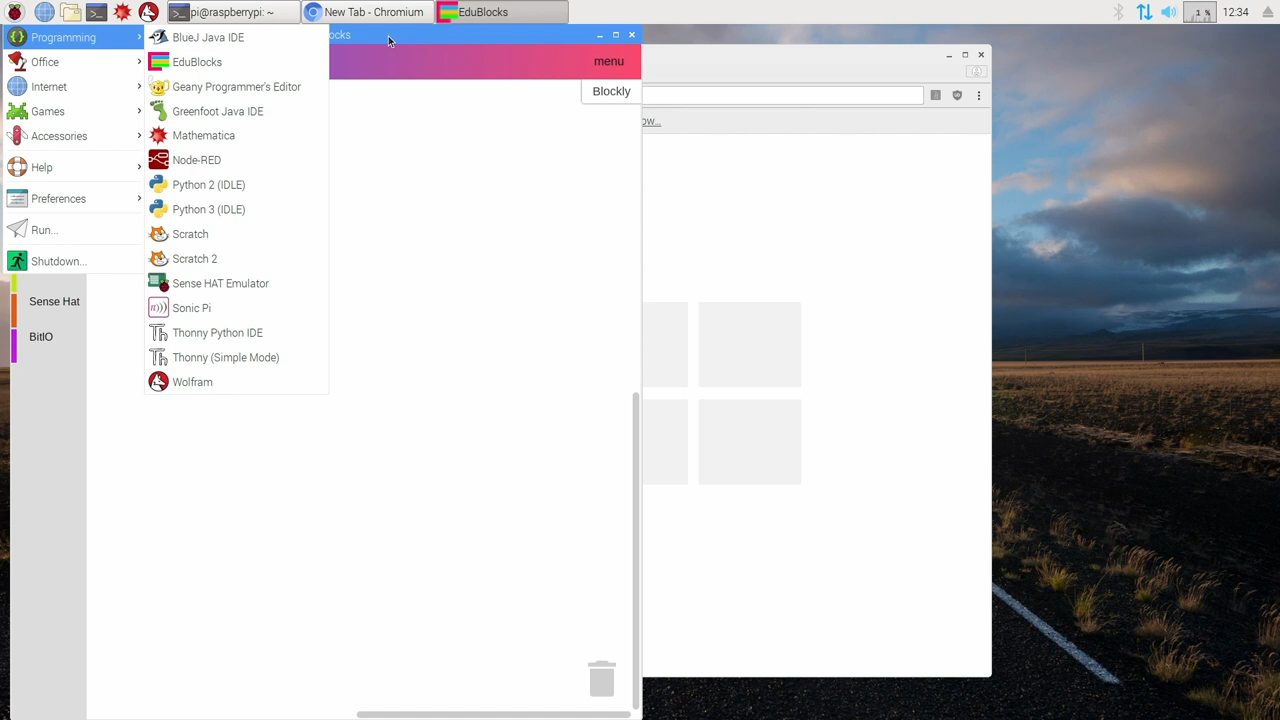 pi@raspberrypi: ~
New Tab - Chromium
EduBlocks
1 %
12:34
Programming
Office
Internet
Games
Accessories
Help
Preferences
Run...
Shutdown...
BlueJ Java IDE
EduBlocks
Geany Programmer's Editor
Greenfoot Java IDE
Mathematica
Node-RED
Python 2 (IDLE)
Python 3 (IDLE)
Scratch
Scratch 2
Sense HAT Emulator
Sonic Pi
Thonny Python IDE
Thonny (Simple Mode)
Wolfram
ocks
menu
Blockly
Sense Hat
BitIO
ow...